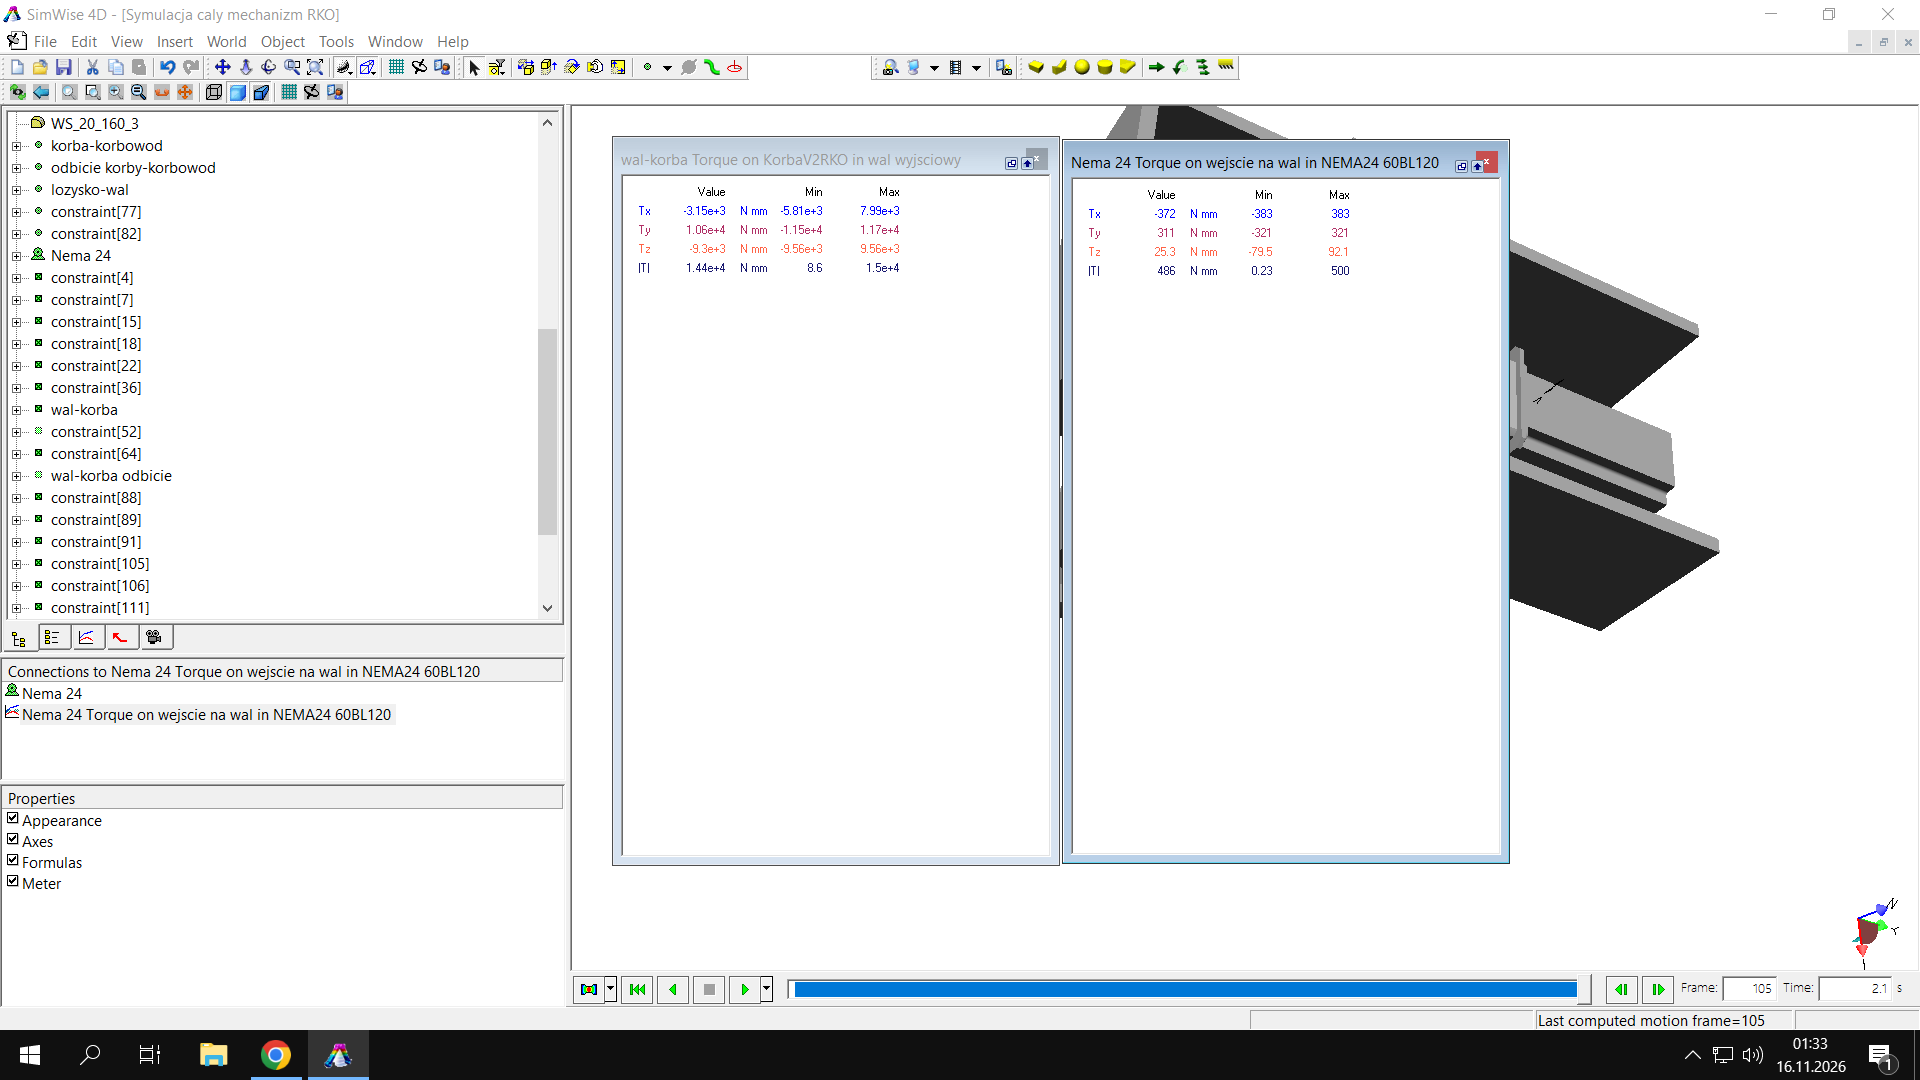 SimWise 4D - [Symulacja caly mechanizm RKO]
File Edit View Insert World Object Tools Window Help
WS_20_160_3
korba-korbowod
odbicie korby-korbowod
lozysko-wal
constraint[77]
constraint[82]
Nema 24
constraint[4]
constraint[7]
constraint[15]
constraint[18]
constraint[22]
constraint[36]
wal-korba
constraint[52]
constraint[64]
wal-korba odbicie
constraint[88]
constraint[89]
constraint[91]
constraint[105]
constraint[106]
constraint[111]
Connections to Nema 24 Torque on wejscie na wal in NEMA24 60BL120
Nema 24
Nema 24 Torque on wejscie na wal in NEMA24 60BL120
Properties
Appearance
Axes
Formulas
Meter
wal-korba Torque on KorbaV2RKO in wal wyjsciowy
Value Min Max
Tx -3.15e+3 N mm -5.81e+3 7.99e+3
Ty 1.06e+4 N mm -1.15e+4 1.17e+4
Tz -9.3e+3 N mm -9.56e+3 9.56e+3
|T| 1.44e+4 N mm 8.6 1.5e+4
Nema 24 Torque on wejscie na wal in NEMA24 60BL120
Value Min Max
Tx -372 N mm -383 383
Ty 311 N mm -321 321
Tz 25.3 N mm -79.5 92.1
|T| 486 N mm 0.23 500
Frame: 105 Time: 2.1 s
Last computed motion frame=105
01:33
16.11.2026
1